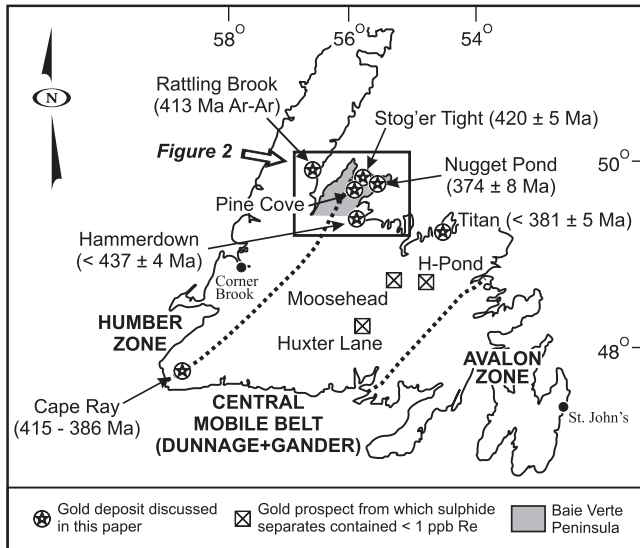 58°
56°
54°
Rattling Brook
(413 Ma Ar-Ar)
Stog'er Tight (420 ± 5 Ma)
N
Figure 2
50°
Nugget Pond
(374 ± 8 Ma)
Pine Cove
Titan (< 381 ± 5 Ma)
Hammerdown
(< 437 ± 4 Ma)
H-Pond
Corner
Brook
Moosehead
HUMBER
ZONE
Huxter Lane
48°
AVALON
ZONE
Cape Ray
(415 - 386 Ma)
CENTRAL
MOBILE BELT
(DUNNAGE+GANDER)
St. John's
Gold deposit discussed
in this paper
Gold prospect from which sulphide
separates contained < 1 ppb Re
Baie Verte
Peninsula